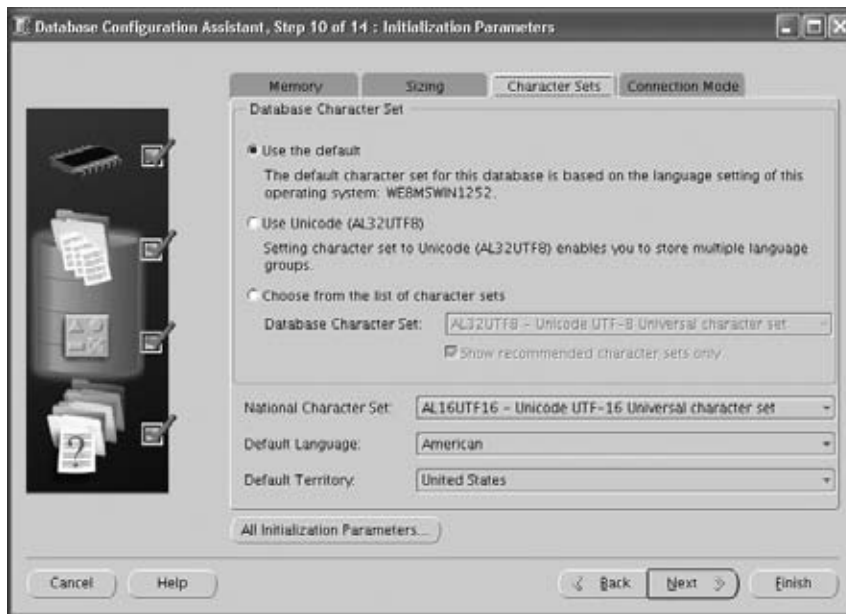 Database Configuration Assistant, Step 10 of 14 : Initialization Parameters
Memory
Sizing
Character Sets
Connection Mode
Database Character Set
Use the default
The default character set for this database is based on the language setting of this
operating system: WE8MSWIN1252.
Use Unicode (AL32UTF8)
Setting character set to Unicode (AL32UTF8) enables you to store multiple language
groups.
Choose from the list of character sets
Database Character Set: AL32UTF8 - Unicode UTF-8 Universal character set
Show recommended character sets only
National Character Set: AL16UTF16 - Unicode UTF-16 Universal character set
Default Language: American
Default Territory: United States
?
All Initialization Parameters...
Cancel
Help
Back
Next
Finish